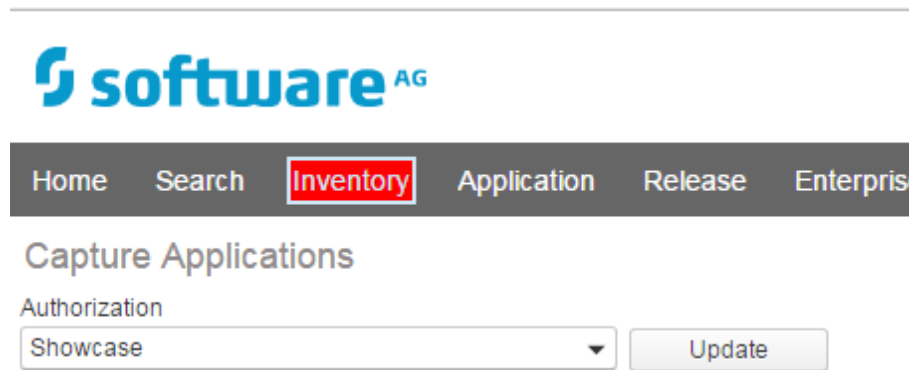 software AG
Home Search Inventory Application Release Enterpris
Capture Applications
Authorization
Showcase Update